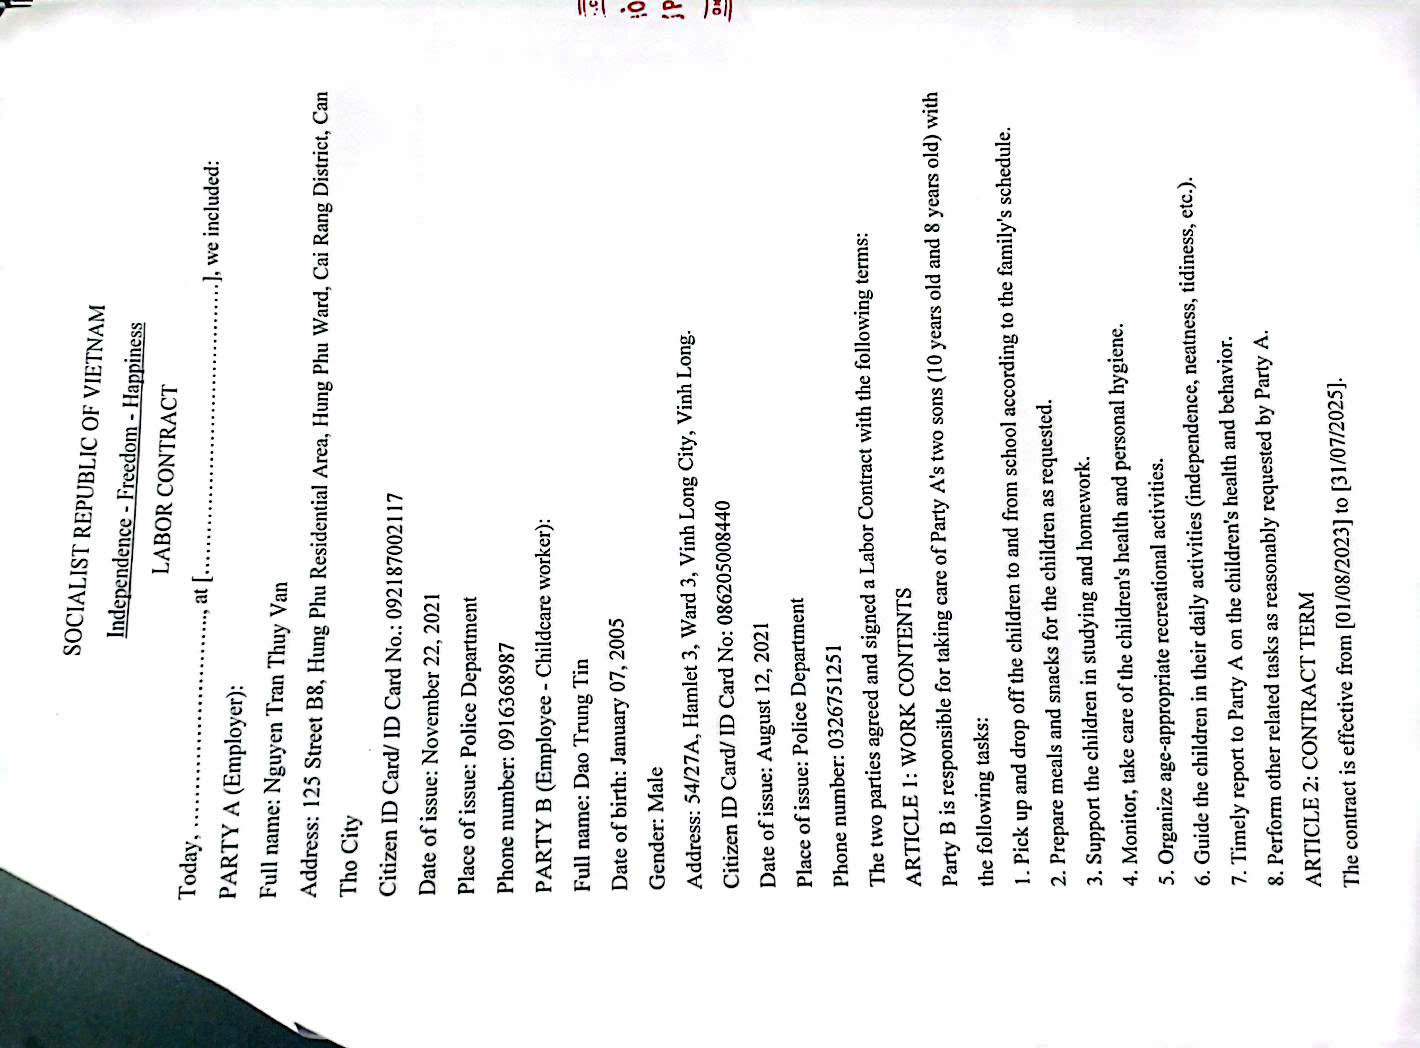 SOCIALIST REPUBLIC OF VIETNAM
Independence - Freedom - Happiness
LABOR CONTRACT
Today, ........................................, at [..........................................................], we included:
PARTY A (Employer):
Full name: Nguyen Tran Thuy Van
Address: 125 Street B8, Hung Phu Residential Area, Hung Phu Ward, Cai Rang District, Can
Tho City
Citizen ID Card/ ID Card No.: 092187002117
Date of issue: November 22, 2021
Place of issue: Police Department
Phone number: 0916368987
PARTY B (Employee - Childcare worker):
Full name: Dao Trung Tin
Date of birth: January 07, 2005
Gender: Male
Address: 54/27A, Hamlet 3, Ward 3, Vinh Long City, Vinh Long.
Citizen ID Card/ ID Card No: 086205008440
Date of issue: August 12, 2021
Place of issue: Police Department
Phone number: 0326751251
The two parties agreed and signed a Labor Contract with the following terms:
ARTICLE 1: WORK CONTENTS
Party B is responsible for taking care of Party A's two sons (10 years old and 8 years old) with
the following tasks:
1. Pick up and drop off the children to and from school according to the family's schedule.
2. Prepare meals and snacks for the children as requested.
3. Support the children in studying and homework.
4. Monitor, take care of the children's health and personal hygiene.
5. Organize age-appropriate recreational activities.
6. Guide the children in their daily activities (independence, neatness, tidiness, etc.).
7. Timely report to Party A on the children's health and behavior.
8. Perform other related tasks as reasonably requested by Party A.
ARTICLE 2: CONTRACT TERM
The contract is effective from [01/08/2023] to [31/07/2025].